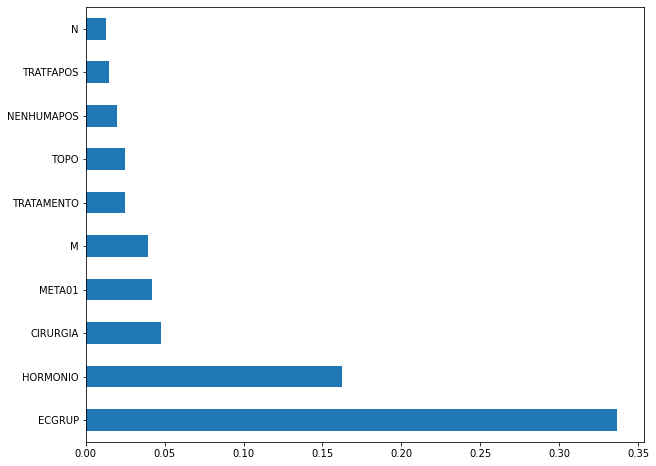 N
TRATFAPOS
NENHUMAPOS
TOPO
TRATAMENTO
M
META01
CIRURGIA
HORMONIO
ECGRUP
0.00 0.05 0.10 0.15 0.20 0.25 0.30 0.35